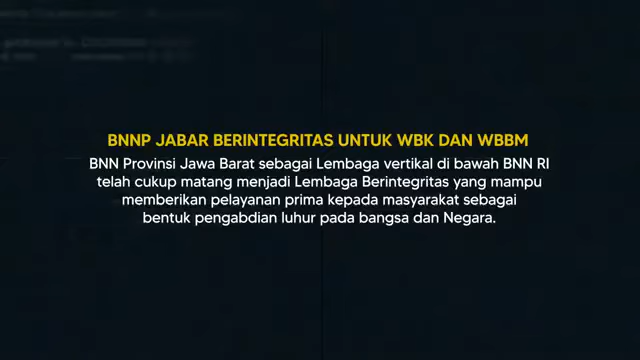 BNNP JABAR BERINTEGRITAS UNTUK WBK DAN WBBM
BNN Provinsi Jawa Barat sebagai Lembaga vertikal di bawah BNN RI
telah cukup matang menjadi Lembaga Berintegritas yang mampu
memberikan pelayanan prima kepada masyarakat sebagai
bentuk pengabdian luhur pada bangsa dan Negara.